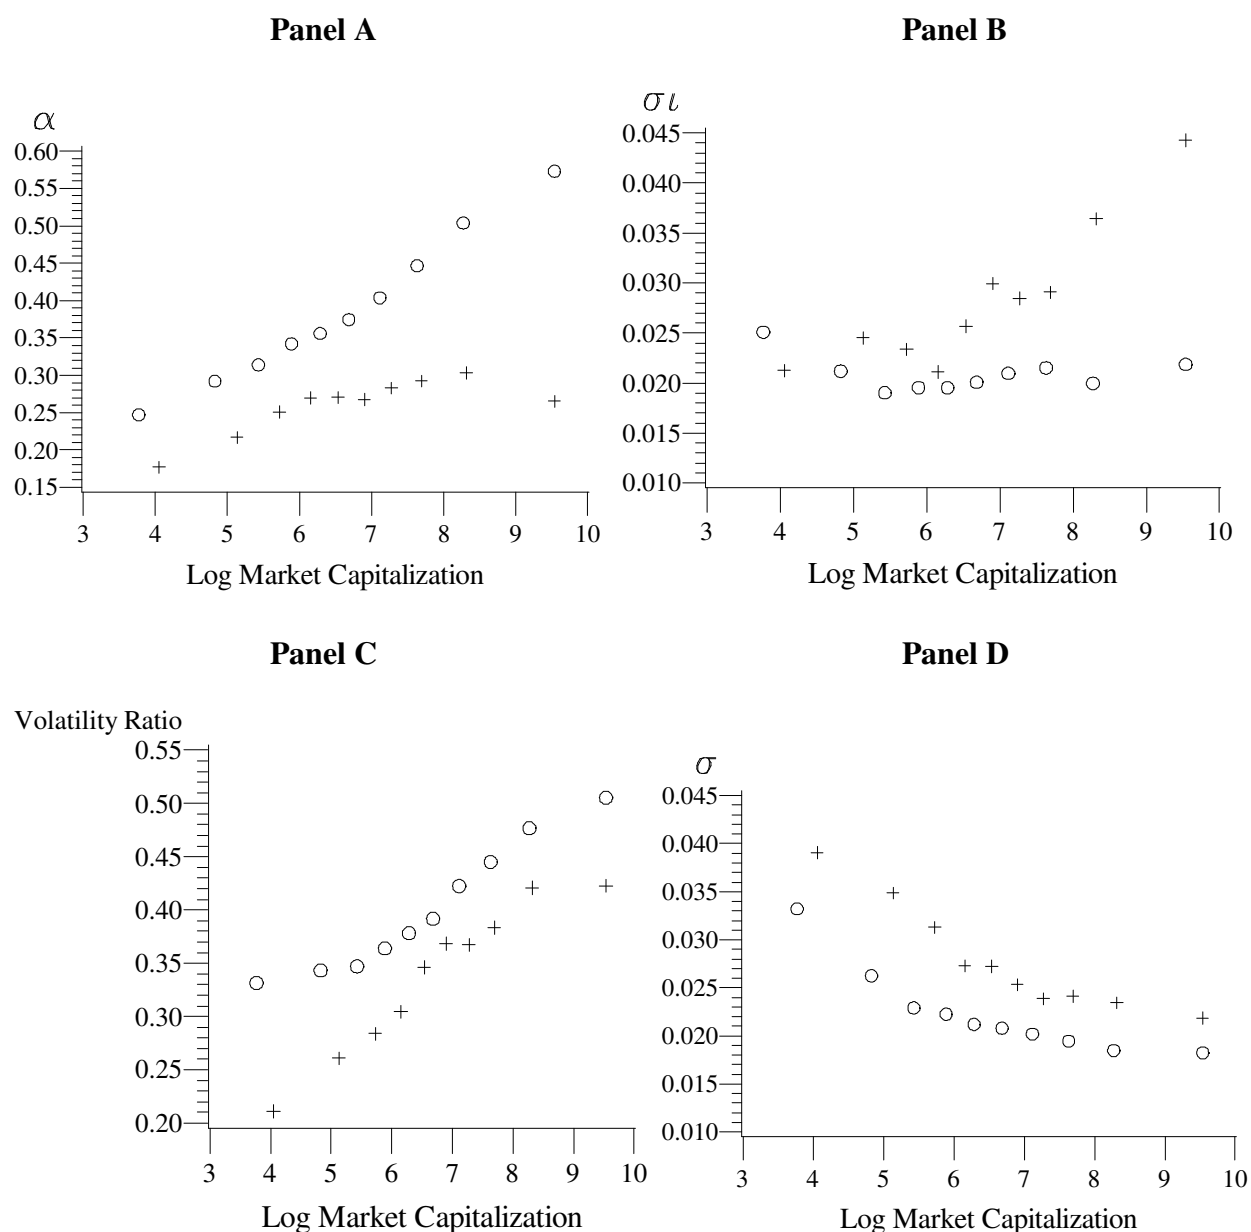 Panel A
α
0.60
0.55
0.50
0.45
0.40
0.35
0.30
0.25
0.20
0.15
3 4 5 6 7 8 9 10
Log Market Capitalization
Panel B
σι
0.045
0.040
0.035
0.030
0.025
0.020
0.015
0.010
3 4 5 6 7 8 9 10
Log Market Capitalization
Panel C
Volatility Ratio
0.55
0.50
0.45
0.40
0.35
0.30
0.25
0.20
3 4 5 6 7 8 9 10
Log Market Capitalization
Panel D
σ
0.045
0.040
0.035
0.030
0.025
0.020
0.015
0.010
3 4 5 6 7 8 9 10
Log Market Capitalization